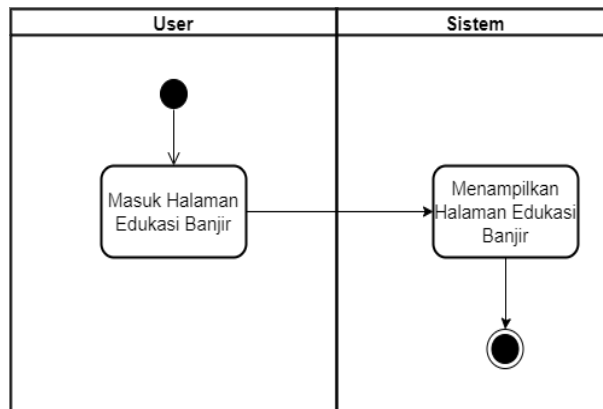 User
Sistem
Masuk Halaman
Edukasi Banjir
Menampilkan
Halaman Edukasi
Banjir